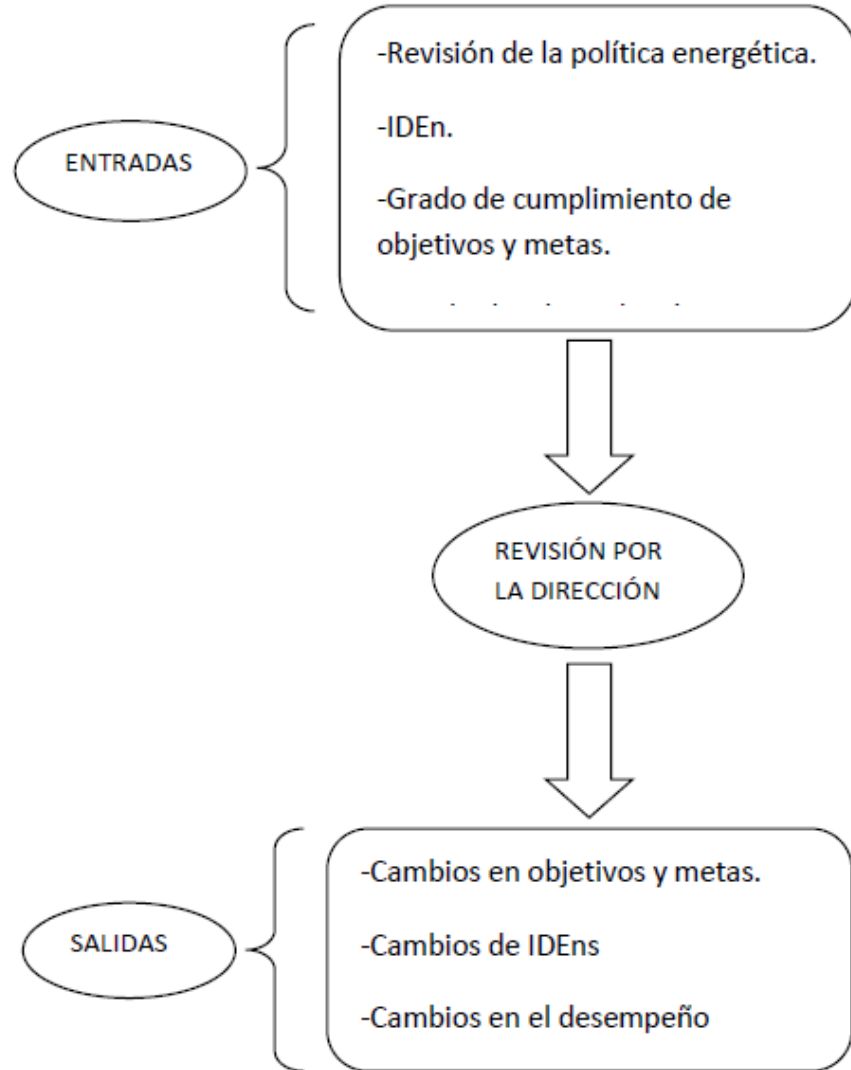 -Revisión de la política energética.
-IDEn.
ENTRADAS
-Grado de cumplimiento de
objetivos y metas.
REVISIÓN POR
LA DIRECCIÓN
-Cambios en objetivos y metas.
SALIDAS
-Cambios de IDEns
-Cambios en el desempeño